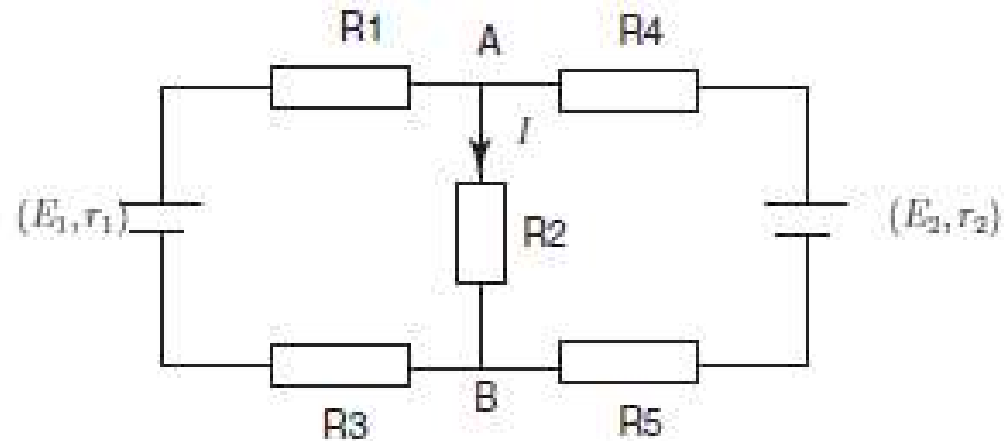 R1
A
R4
I
(E₁, r₁)
R2
(E₂, r₂)
R3
B
R5